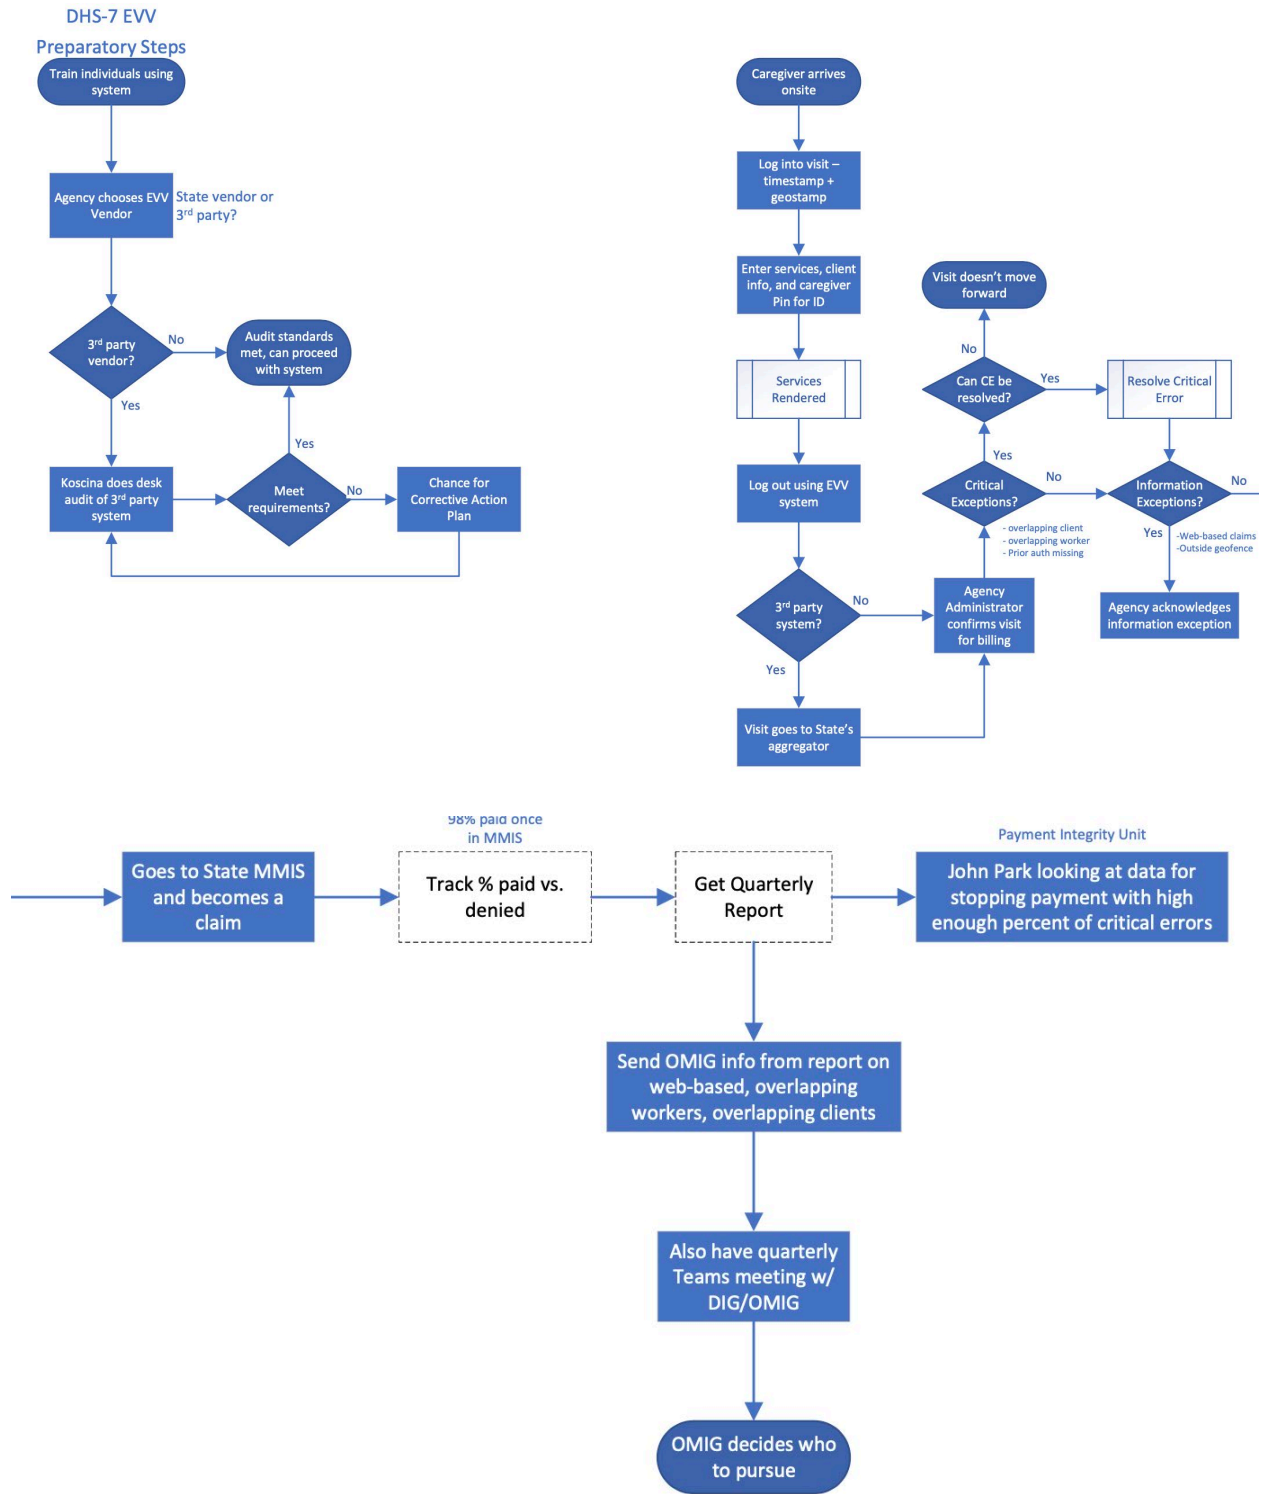 DHS-7 EVV
Preparatory Steps
Train individuals using
system
Agency chooses EVV
Vendor
State vendor or
3rd party?
3rd party
vendor?
No
Yes
Audit standards
met, can proceed
with system
Koscina does desk
audit of 3rd party
system
Yes
Meet
requirements?
No
Chance for
Corrective Action
Plan
Caregiver arrives
onsite
Log into visit –
timestamp +
geostamp
Enter services, client
info, and caregiver
Pin for ID
Services
Rendered
Log out using EVV
system
3rd party
system?
No
Yes
Visit goes to State's
aggregator
Agency
Administrator
confirms visit
for billing
- overlapping client
- overlapping worker
- Prior auth missing
Critical
Exceptions?
Yes
No
Can CE be
resolved?
No
Yes
Visit doesn't move
forward
Resolve Critical
Error
Information
Exceptions?
No
Yes
-Web-based claims
-Outside geofence
Agency acknowledges
information exception
Goes to State MMIS
and becomes a
claim
98% paid once
in MMIS
Track % paid vs.
denied
Get Quarterly
Report
Payment Integrity Unit
John Park looking at data for
stopping payment with high
enough percent of critical errors
Send OMIG info from report on
web-based, overlapping
workers, overlapping clients
Also have quarterly
Teams meeting w/
DIG/OMIG
OMIG decides who
to pursue